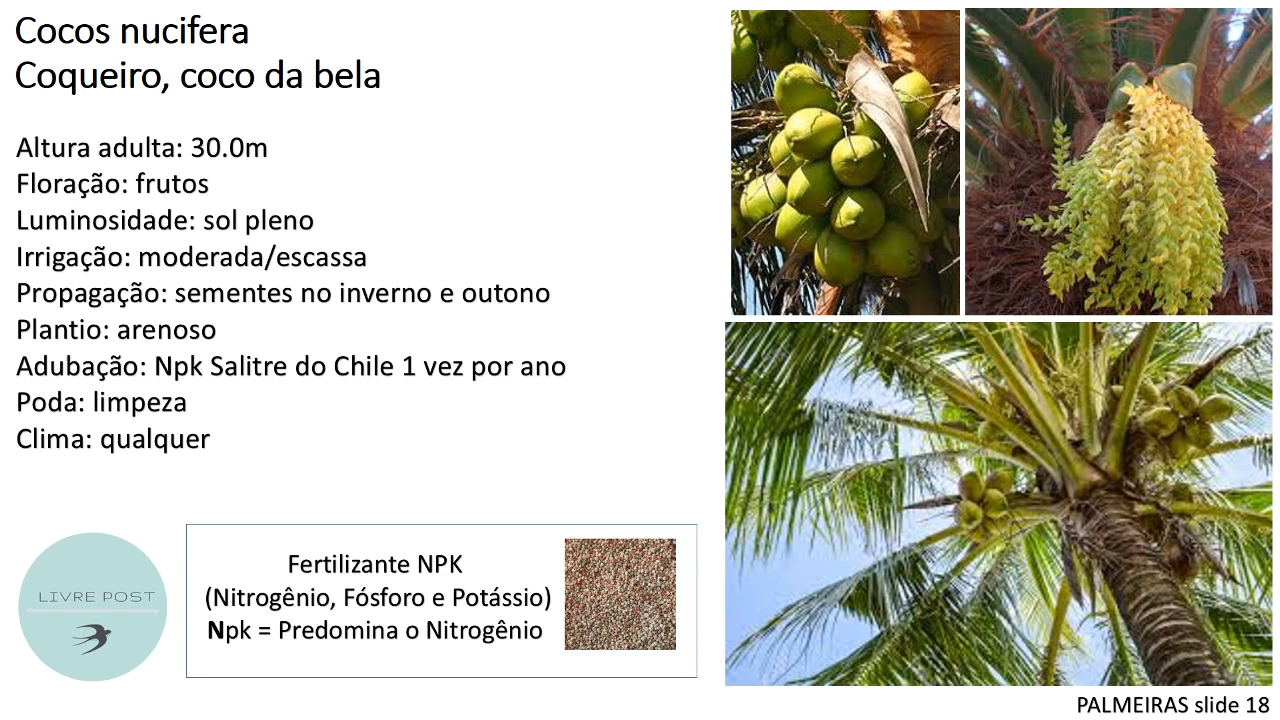 Cocos nucifera
Coqueiro, coco da bela
Altura adulta: 30.0m
Floração: frutos
Luminosidade: sol pleno
Irrigação: moderada/escassa
Propagação: sementes no inverno e outono
Plantio: arenoso
Adubação: Npk Salitre do Chile 1 vez por ano
Poda: limpeza
Clima: qualquer
LIVRE POST
Fertilizante NPK
(Nitrogênio, Fósforo e Potássio)
Npk = Predomina o Nitrogênio
PALMEIRAS slide 18